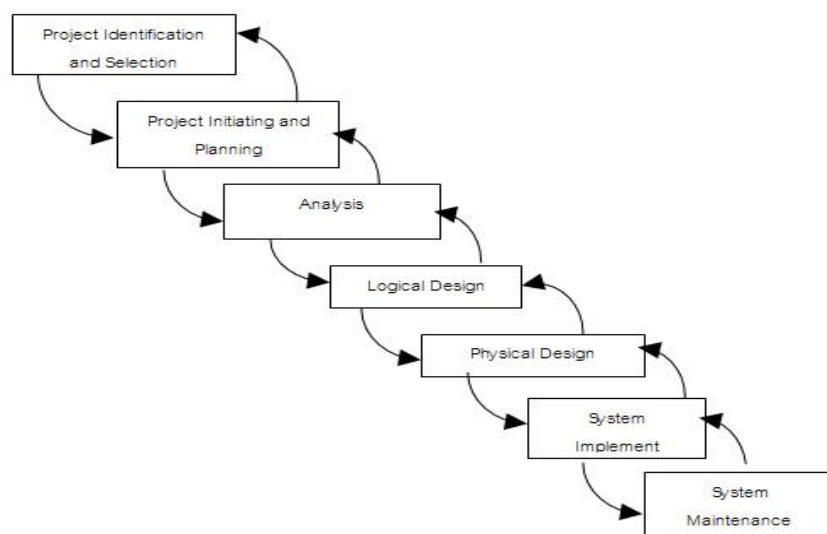 Project Identification
and Selection
Project Initiating and
Planning
Analysis
Logical Design
Physical Design
System
Implement
System
Maintenance